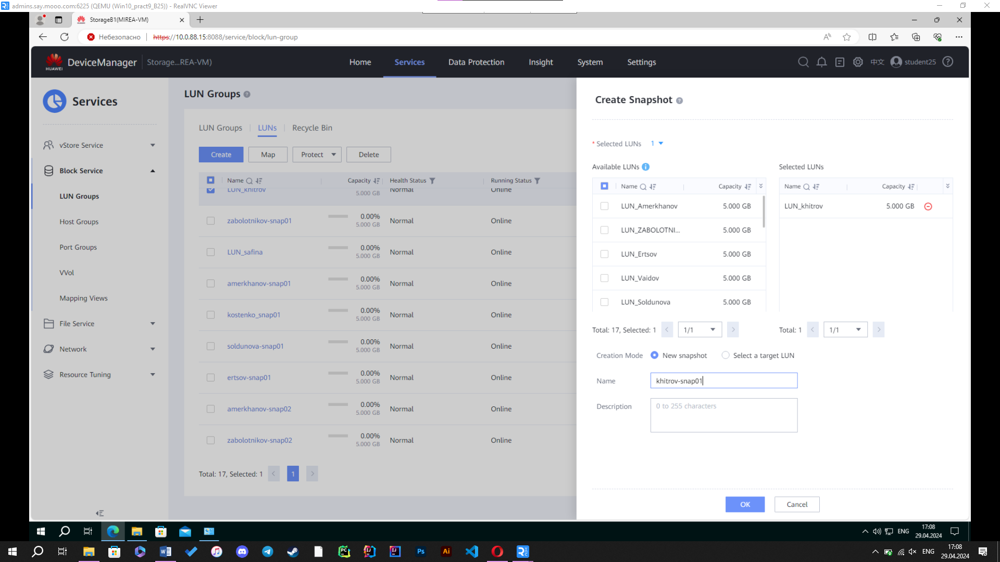 admins.say.mooo.com:6225 (QEMU (Win10_pract9_B25)) - RealVNC Viewer
StorageB1(MIREA-VM)
Небезопасно
https://10.0.88.15:8088/service/block/lun-group
HUAWEI
DeviceManager
Storage...REA-VM)
Home
Services
Data Protection
Insight
System
Settings
中文
student25
Services
vStore Service
Block Service
LUN Groups
Host Groups
Port Groups
VVol
Mapping Views
File Service
Network
Resource Tuning
LUN Groups
LUN Groups
LUNs
Recycle Bin
Create
Map
Protect
Delete
Name
Capacity
Health Status
Running Status
LUN_khitrov
5.000 GB
Normal
Online
zabolotnikov-snap01
0.00%
5.000 GB
Normal
Online
LUN_safina
0.00%
5.000 GB
Normal
Online
amerkhanov-snap01
0.00%
5.000 GB
Normal
Online
kostenko_snap01
0.00%
5.000 GB
Normal
Online
soldunova-snap01
0.00%
5.000 GB
Normal
Online
ertsov-snap01
0.00%
5.000 GB
Normal
Online
amerkhanov-snap02
0.00%
5.000 GB
Normal
Online
zabolotnikov-snap02
0.00%
5.000 GB
Normal
Online
Total: 17, Selected: 1
1
Create Snapshot
* Selected LUNs 1
Available LUNs
Name
Capacity
LUN_Amerkhanov 5.000 GB
LUN_ZABOLOTNI... 5.000 GB
LUN_Ertsov 5.000 GB
LUN_Vaidov 5.000 GB
LUN_Soldunova 5.000 GB
Total: 17, Selected: 1
1/1
Selected LUNs
Name
Capacity
LUN_khitrov 5.000 GB
Total: 1
1/1
Creation Mode
New snapshot
Select a target LUN
Name
khitrov-snap01
Description
0 to 255 characters
OK
Cancel
ENG
17:08
29.04.2024
ENG
17:08
29.04.2024